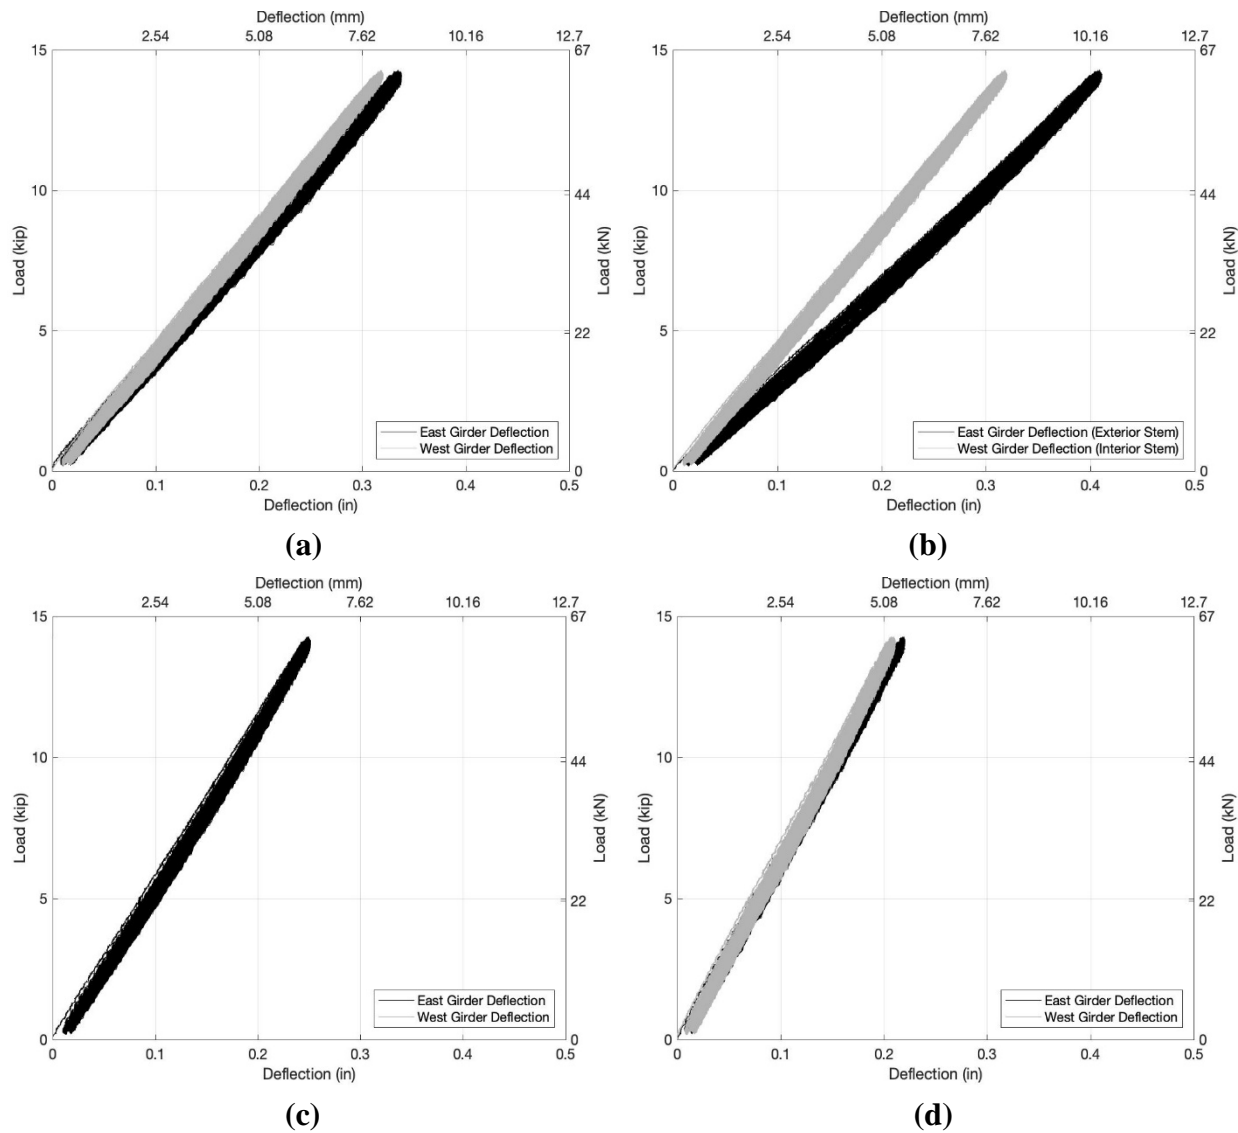 Deflection (mm)
2.54 5.08 7.62 10.16 12.7
15 67
10 44
Load (kip) Load (kN)
5 22
East Girder Deflection
West Girder Deflection
0 0
0 0.1 0.2 0.3 0.4 0.5
Deflection (in)
(a)
Deflection (mm)
2.54 5.08 7.62 10.16 12.7
15 67
10 44
Load (kip) Load (kN)
5 22
East Girder Deflection (Exterior Stem)
West Girder Deflection (Interior Stem)
0 0
0 0.1 0.2 0.3 0.4 0.5
Deflection (in)
(b)
Deflection (mm)
2.54 5.08 7.62 10.16 12.7
15 67
10 44
Load (kip) Load (kN)
5 22
East Girder Deflection
West Girder Deflection
0 0
0 0.1 0.2 0.3 0.4 0.5
Deflection (in)
(c)
Deflection (mm)
2.54 5.08 7.62 10.16 12.7
15 67
10 44
Load (kip) Load (kN)
5 22
East Girder Deflection
West Girder Deflection
0 0
0 0.1 0.2 0.3 0.4 0.5
Deflection (in)
(d)